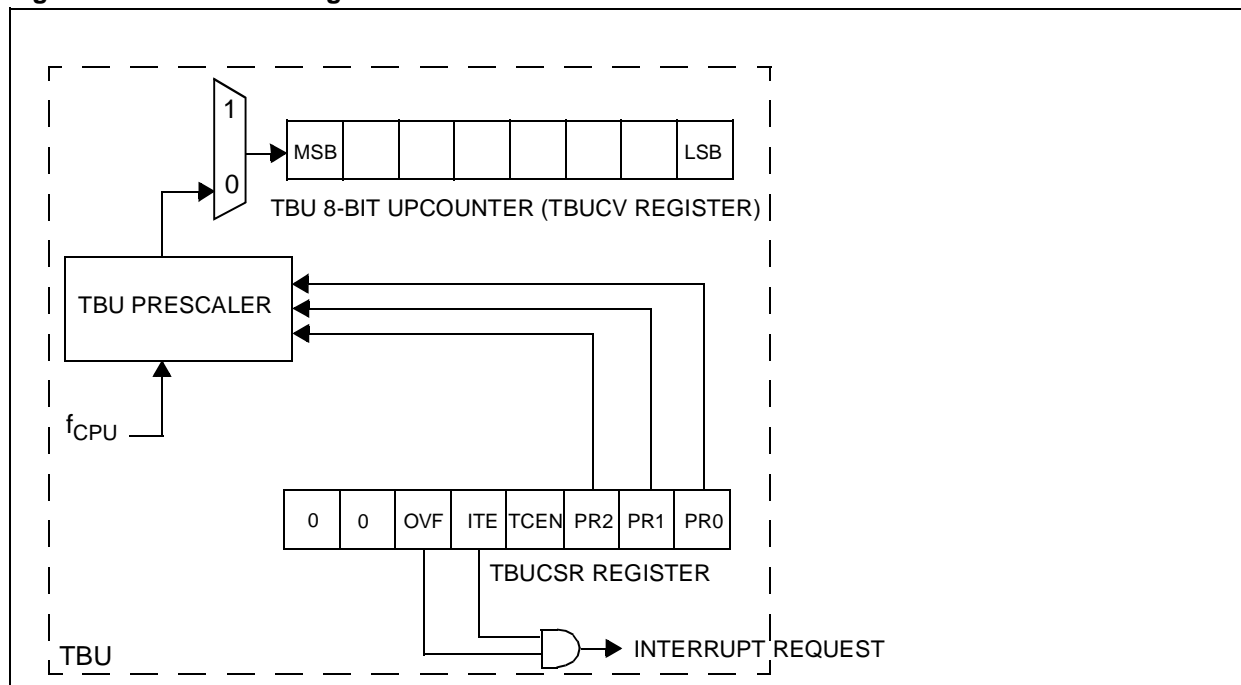 1
MSB
LSB
0
TBU 8-BIT UPCOUNTER (TBUCV REGISTER)
TBU PRESCALER
fCPU
0 0 OVF ITE TCEN PR2 PR1 PR0
TBUCSR REGISTER
INTERRUPT REQUEST
TBU